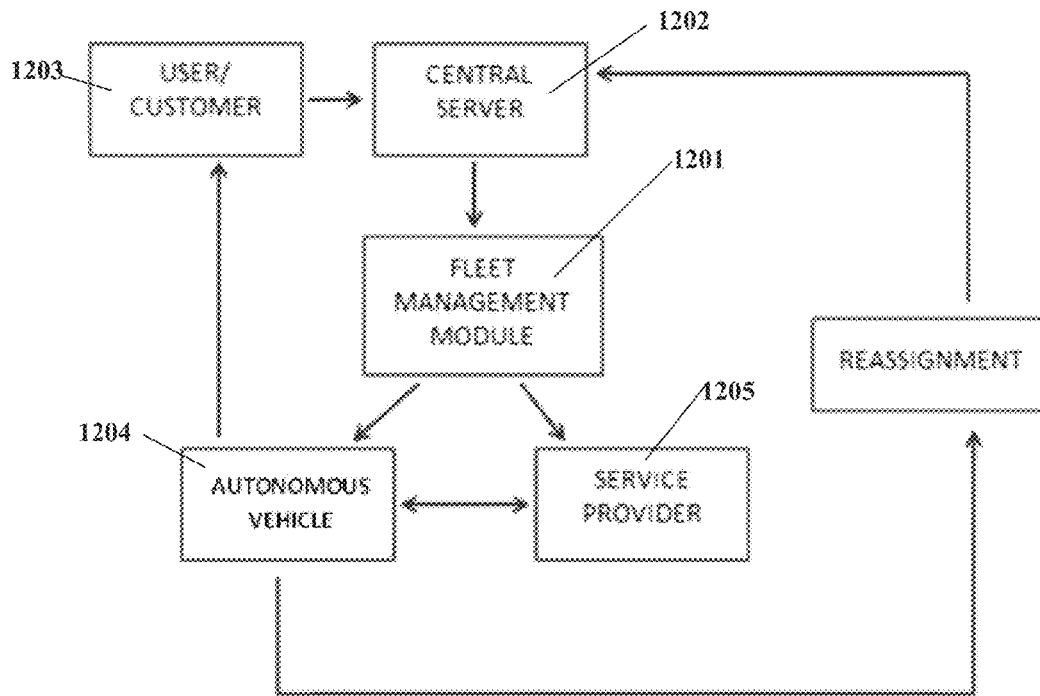 1202
1203
USER/
CUSTOMER
CENTRAL
SERVER
1201
FLEET
MANAGEMENT
MODULE
REASSIGNMENT
1205
1204
AUTONOMOUS
VEHICLE
SERVICE
PROVIDER